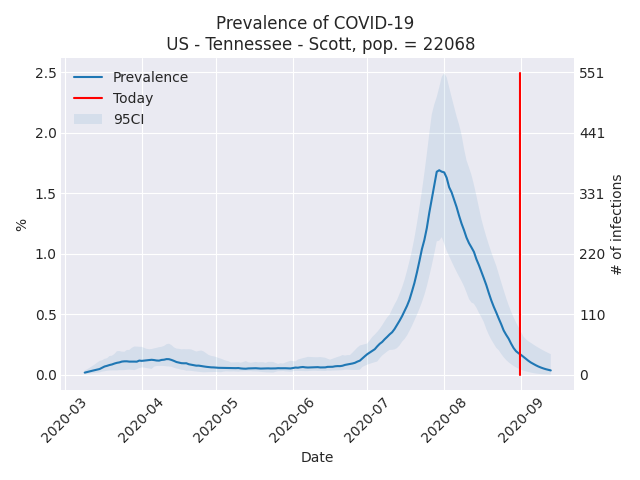 Prevalence of COVID-19
US - Tennessee - Scott, pop. = 22068
Prevalence
Today
95CI
2.5
2.0
1.5
1.0
0.5
0.0
%
551
441
331
220
110
0
# of infections
2020-03
2020-04
2020-05
2020-06
2020-07
2020-08
2020-09
Date